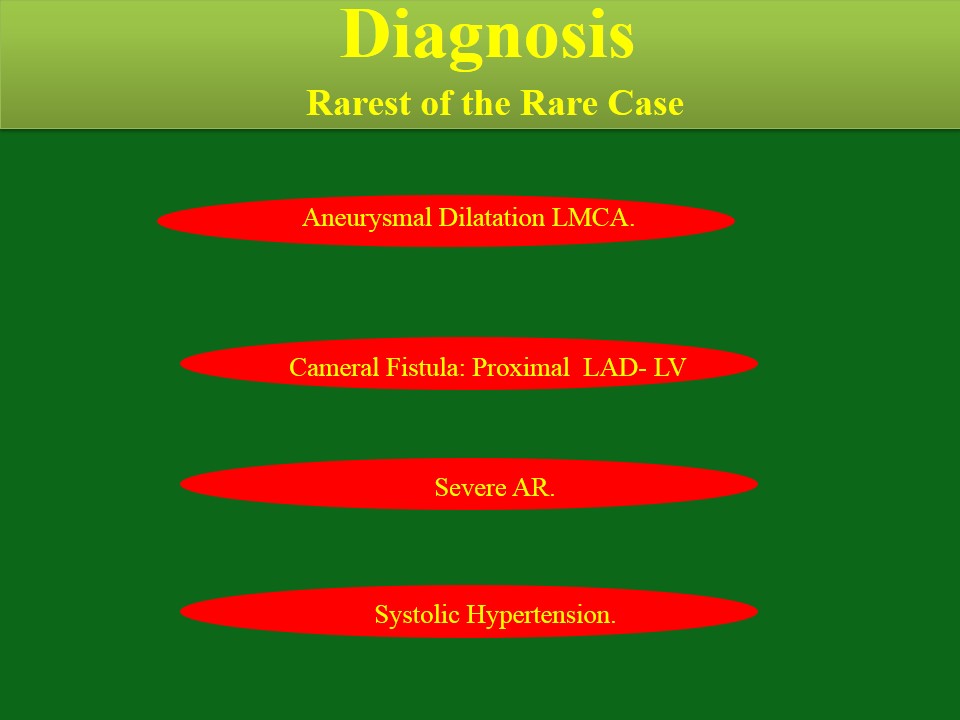 Diagnosis
Rarest of the Rare Case
Aneurysmal Dilatation LMCA.
Cameral Fistula: Proximal  LAD- LV
Severe AR.
Systolic Hypertension.